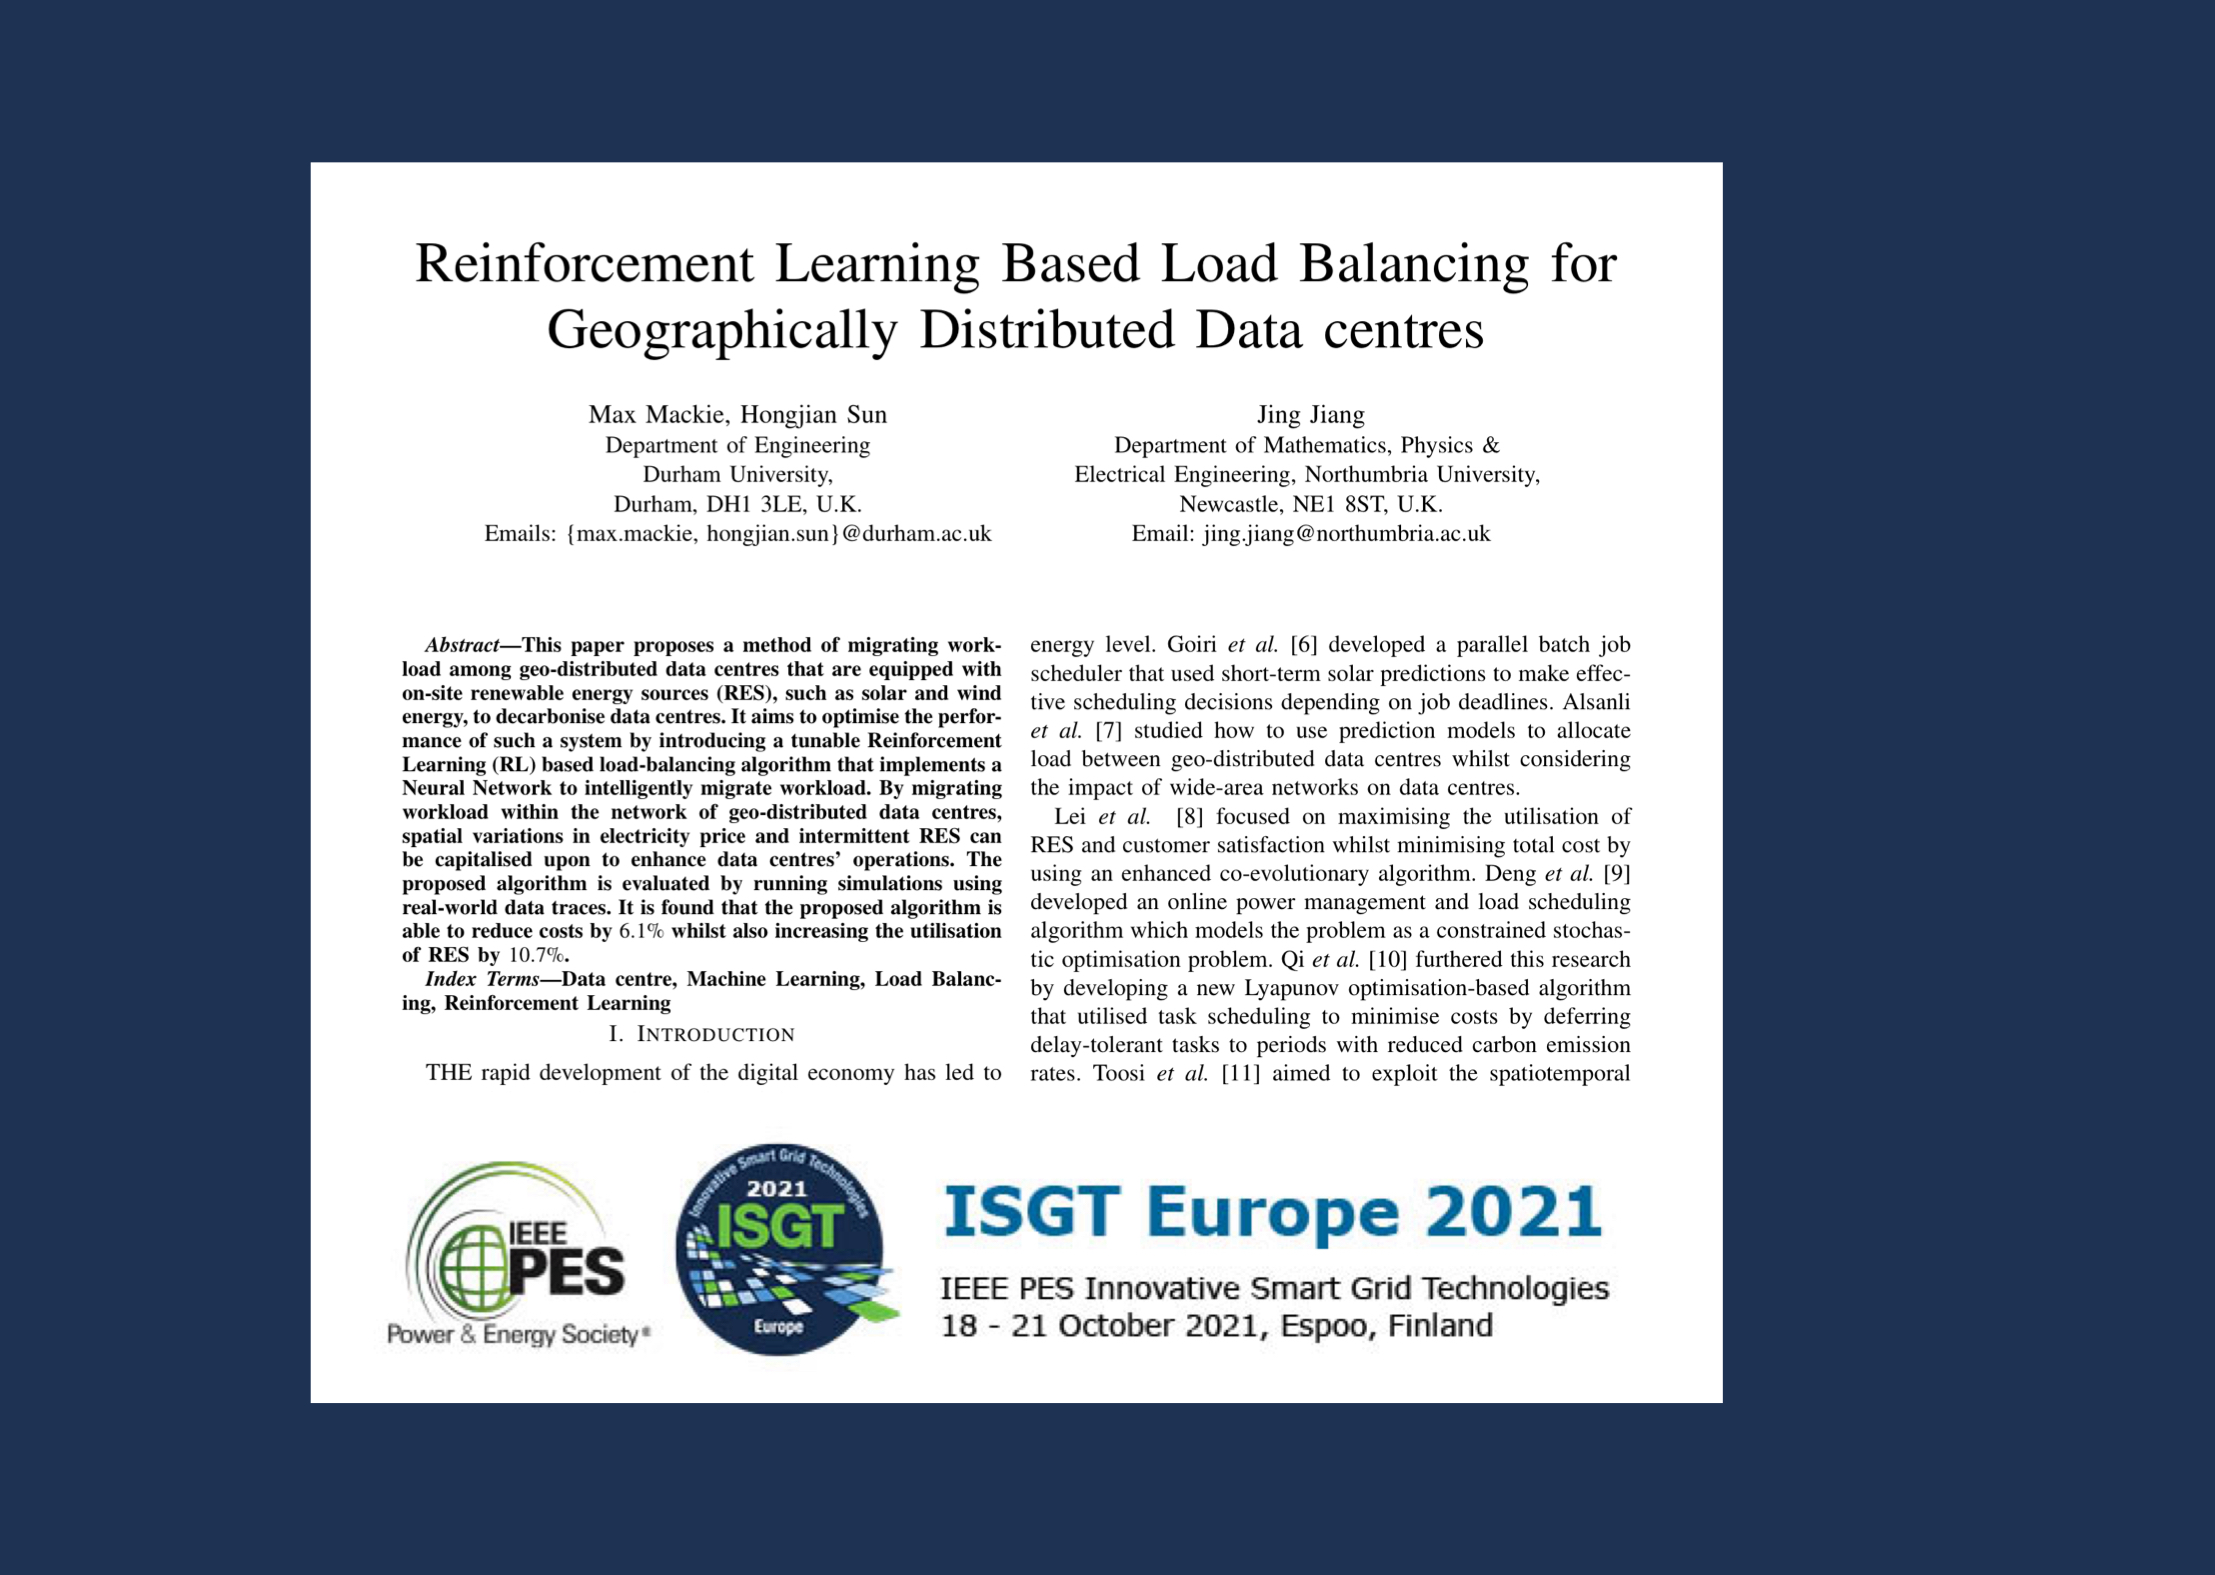 Reinforcement Learning Based Load Balancing for
Geographically Distributed Data centres
Max Mackie, Hongjian Sun
Department of Engineering
Durham University,
Durham, DH1 3LE, U.K.
Emails: {max.mackie, hongjian.sun}@durham.ac.uk
Jing Jiang
Department of Mathematics, Physics &
Electrical Engineering, Northumbria University,
Newcastle, NE1 8ST, U.K.
Email: jing.jiang@northumbria.ac.uk
Abstract—This paper proposes a method of migrating work-
load among geo-distributed data centres that are equipped with
on-site renewable energy sources (RES), such as solar and wind
energy, to decarbonise data centres. It aims to optimise the perfor-
mance of such a system by introducing a tunable Reinforcement
Learning (RL) based load-balancing algorithm that implements a
Neural Network to intelligently migrate workload. By migrating
workload within the network of geo-distributed data centres,
spatial variations in electricity price and intermittent RES can
be capitalised upon to enhance data centres' operations. The
proposed algorithm is evaluated by running simulations using
real-world data traces. It is found that the proposed algorithm is
able to reduce costs by 6.1% whilst also increasing the utilisation
of RES by 10.7%.
Index Terms—Data centre, Machine Learning, Load Balanc-
ing, Reinforcement Learning
I. INTRODUCTION
THE rapid development of the digital economy has led to
energy level. Goiri et al. [6] developed a parallel batch job
scheduler that used short-term solar predictions to make effec-
tive scheduling decisions depending on job deadlines. Alsanli
et al. [7] studied how to use prediction models to allocate
load between geo-distributed data centres whilst considering
the impact of wide-area networks on data centres.
Lei et al. [8] focused on maximising the utilisation of
RES and customer satisfaction whilst minimising total cost by
using an enhanced co-evolutionary algorithm. Deng et al. [9]
developed an online power management and load scheduling
algorithm which models the problem as a constrained stochas-
tic optimisation problem. Qi et al. [10] furthered this research
by developing a new Lyapunov optimisation-based algorithm
that utilised task scheduling to minimise costs by deferring
delay-tolerant tasks to periods with reduced carbon emission
rates. Toosi et al. [11] aimed to exploit the spatiotemporal
IEEE
PES
Power & Energy Society®
Innovative Smart Grid Technologies
2021
ISGT
Europe
ISGT Europe 2021
IEEE PES Innovative Smart Grid Technologies
18 - 21 October 2021, Espoo, Finland